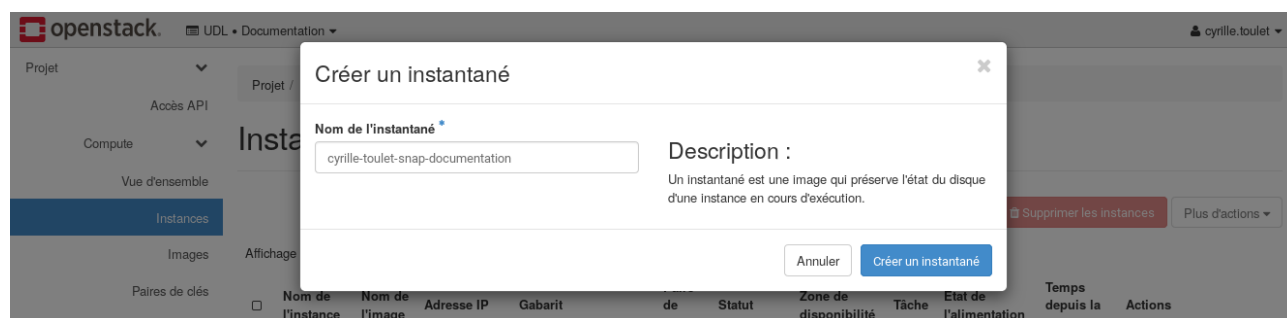 openstack. UDL • Documentation
cyrille.toulet
Projet
Accès API
Compute
Vue d'ensemble
Instances
Images
Paires de clés
Projet /
Créer un instantané
Nom de l'instantané *
cyrille-toulet-snap-documentation
Description :
Un instantané est une image qui préserve l'état du disque
d'une instance en cours d'exécution.
Annuler
Créer un instantané
Supprimer les instances
Plus d'actions
Affichage
Nom de
l'instance
Nom de
l'image
Adresse IP
Gabarit
de
Statut
Zone de
disponibilité
Tâche
État de
l'alimentation
Temps
depuis la
Actions